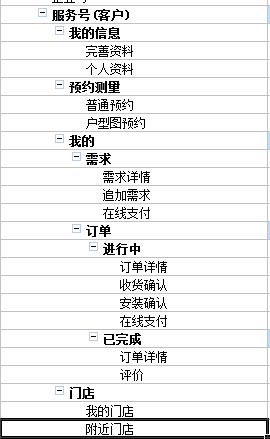 服务号(客户)
我的信息
完善资料
个人资料
预约测量
普通预约
户型图预约
我的
需求
需求详情
追加需求
在线支付
订单
进行中
订单详情
收货确认
安装确认
在线支付
已完成
订单详情
评价
门店
我的门店
附近门店